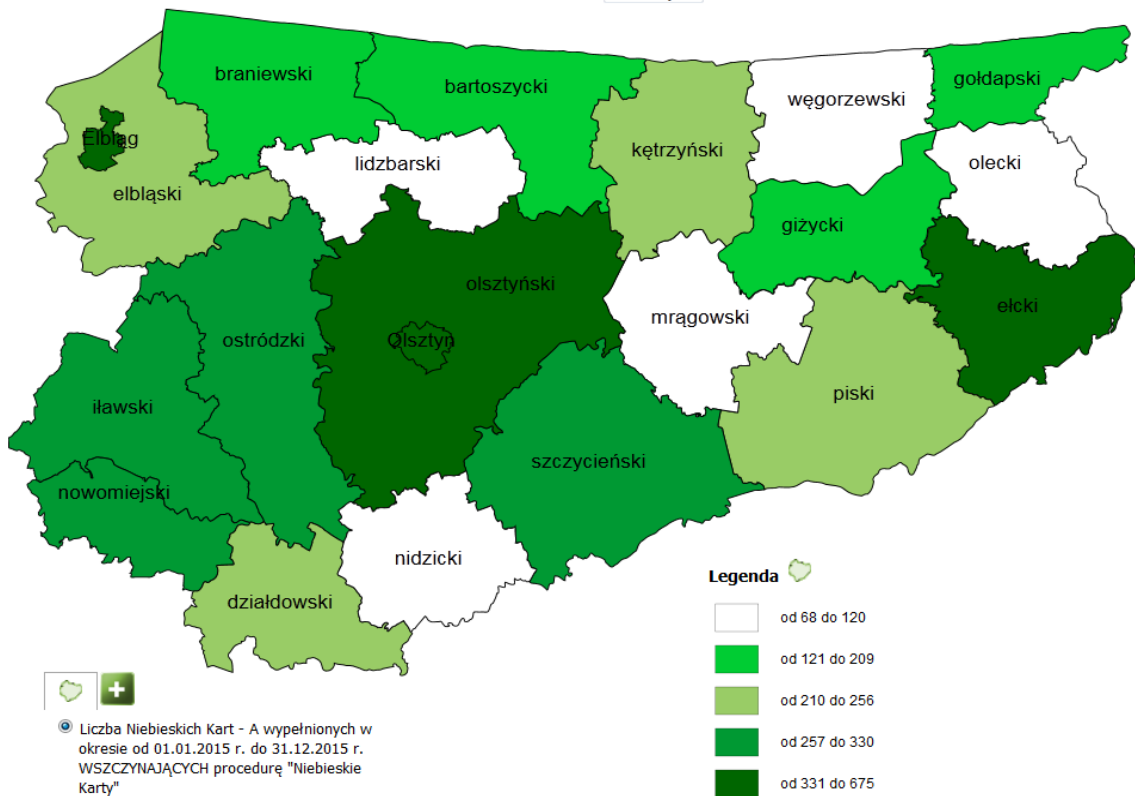 braniewski
bartoszycki
gołdapski
węgorzewski
Elbląg
lidzbarski
kętrzyński
olecki
elbląski
giżycki
olsztyński
ełcki
mrągowski
ostródzki
Olsztyn
piski
iławski
szczycieński
nowomiejski
nidzicki
działdowski
Legenda
od 68 do 120
od 121 do 209
od 210 do 256
od 257 do 330
od 331 do 675
Liczba Niebieskich Kart - A wypełnionych w
okresie od 01.01.2015 r. do 31.12.2015 r.
WSZCZYNAJĄCYCH procedurę "Niebieskie
Karty"